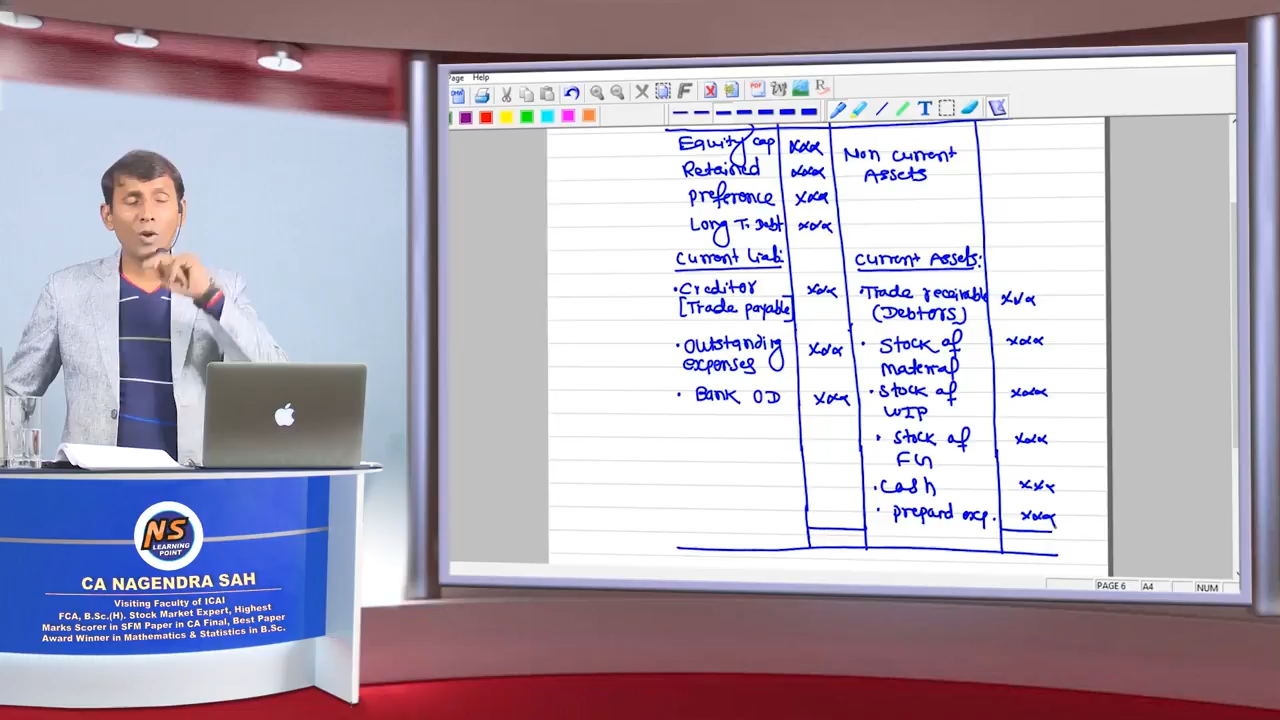 Page Help
Equity cap xxx
Retained xxx
preference xxx
Long T. Debt xxx
Current Liab:
• Creditor xxx
[Trade payable]
• Outstanding xxx
expenses
• Bank OD xxx
Non Current
Assets
Current Assets:
• Trade receivable xxx
(Debtors)
• Stock of xxx
material
• Stock of xxx
WIP
• Stock of xxx
FG
• Cash xxx
• prepard exp. xxx
PAGE 6 A4 NUM
NS
LEARNING
POINT
CA NAGENDRA SAH
Visiting Faculty of ICAI
FCA, B.Sc.(H). Stock Market Expert, Highest
Marks Scorer in SFM Paper in CA Final, Best Paper
Award Winner in Mathematics & Statistics in B.Sc.